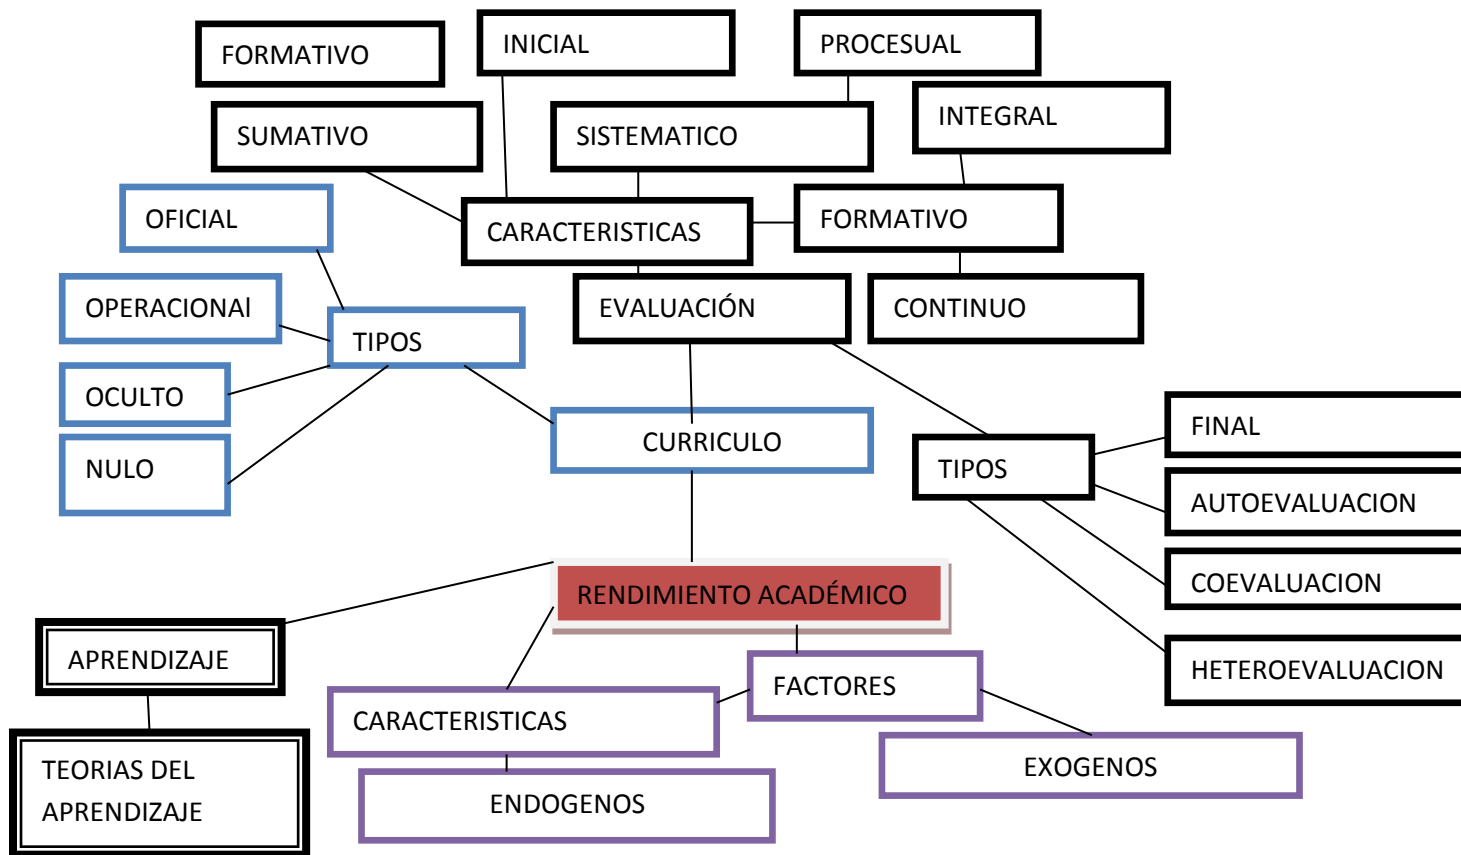 FORMATIVO
INICIAL
PROCESUAL
SUMATIVO
SISTEMATICO
INTEGRAL
OFICIAL
CARACTERISTICAS
FORMATIVO
OPERACIONAl
EVALUACIÓN
CONTINUO
TIPOS
OCULTO
CURRICULO
FINAL
NULO
TIPOS
AUTOEVALUACION
COEVALUACION
RENDIMIENTO ACADÉMICO
APRENDIZAJE
HETEROEVALUACION
FACTORES
CARACTERISTICAS
TEORIAS DEL
APRENDIZAJE
EXOGENOS
ENDOGENOS